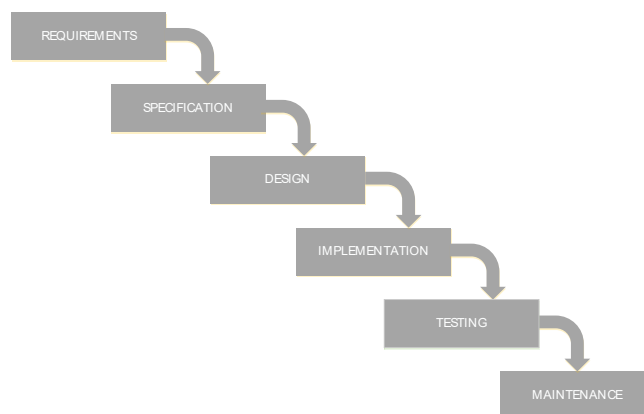 REQUIREMENTS
SPECIFICATION
DESIGN
IMPLEMENTATION
TESTING
MAINTENANCE